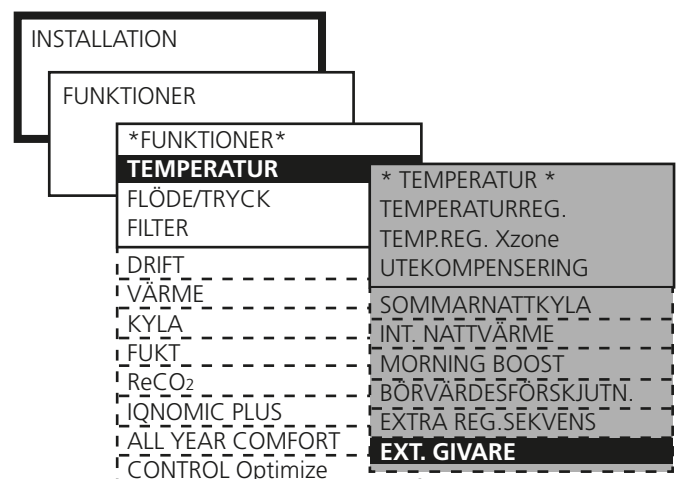 INSTALLATION
FUNKTIONER
*FUNKTIONER*
TEMPERATUR
FLÖDE/TRYCK
FILTER
DRIFT
VÄRME
KYLA
FUKT
ReCO₂
IQNOMIC PLUS
ALL YEAR COMFORT
CONTROL Optimize
* TEMPERATUR *
TEMPERATURREG.
TEMP.REG. Xzone
UTEKOMPENSERING
SOMMARNATTKYLA
INT. NATTVÄRME
MORNING BOOST
BÖRVÄRDESFÖRSKJUTN.
EXTRA REG.SEKVENS
EXT. GIVARE